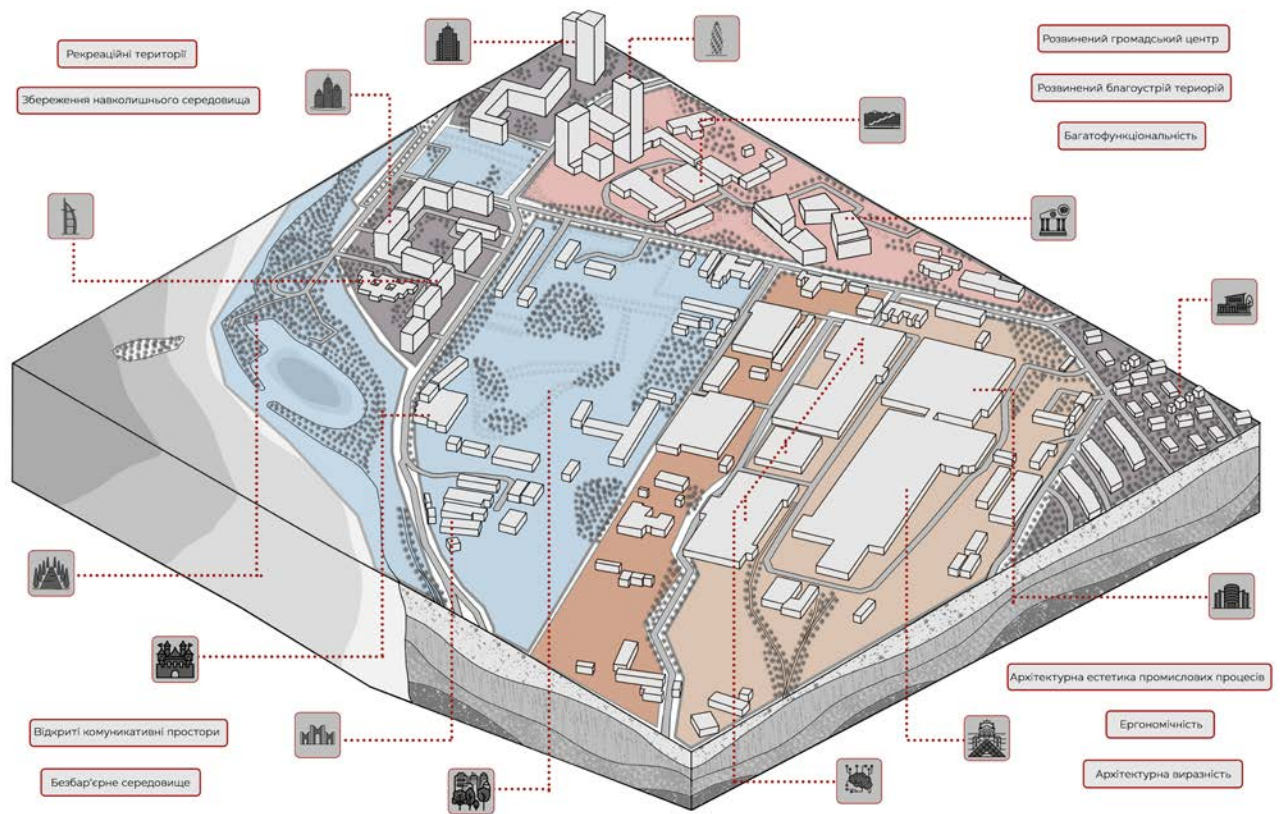 Рекреаційні території
Збереження навколишнього середовища
Розвинений громадський центр
Розвинений благоустрій териорій
Багатофункціональність
Відкриті комунікативні простори
Безбар'єрне середовище
Архітектурна естетика промислових процесів
Ергономічність
Архітектурна виразність